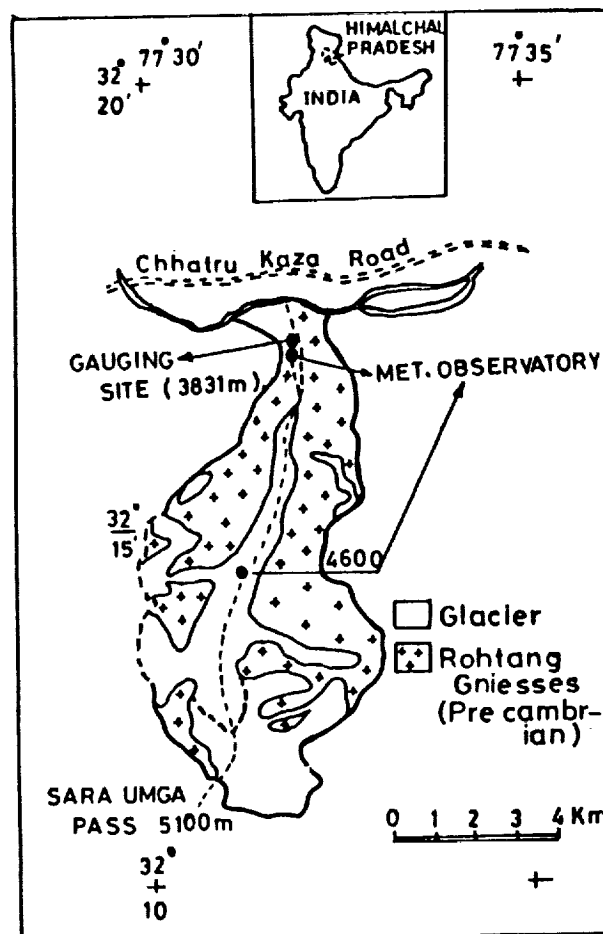 HIMALCHAL
PRADESH
INDIA
77° 30'
32°
20'
77° 35'
Chhatru Kaza Road
GAUGING
SITE (3831m)
MET. OBSERVATORY
32°
15'
4600
Glacier
Rohtang
Gniesses
(Pre cambr-
ian)
SARA UMGA
PASS 5100m
0 1 2 3 4 Km
32°
10